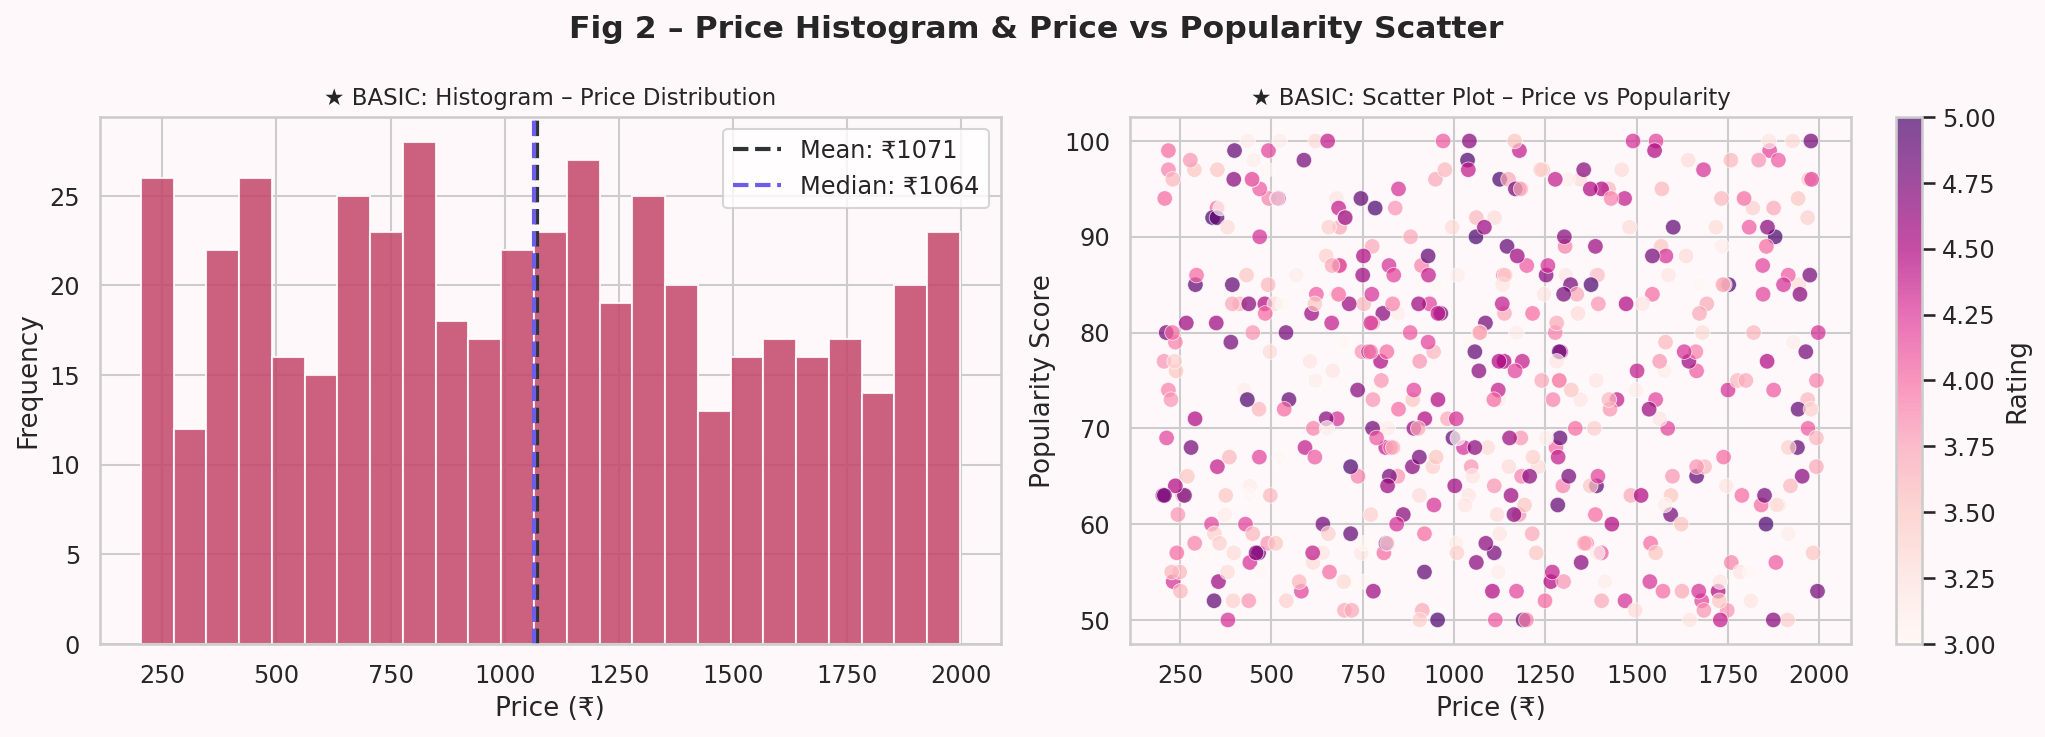 Fig 2 – Price Histogram & Price vs Popularity Scatter
★ BASIC: Histogram – Price Distribution
Mean: ₹1071
Median: ₹1064
Frequency
25
20
15
10
5
0
250 500 750 1000 1250 1500 1750 2000
Price (₹)
★ BASIC: Scatter Plot – Price vs Popularity
Popularity Score
100
90
80
70
60
50
250 500 750 1000 1250 1500 1750 2000
Price (₹)
5.00
4.75
4.50
4.25
4.00
3.75
3.50
3.25
3.00
Rating